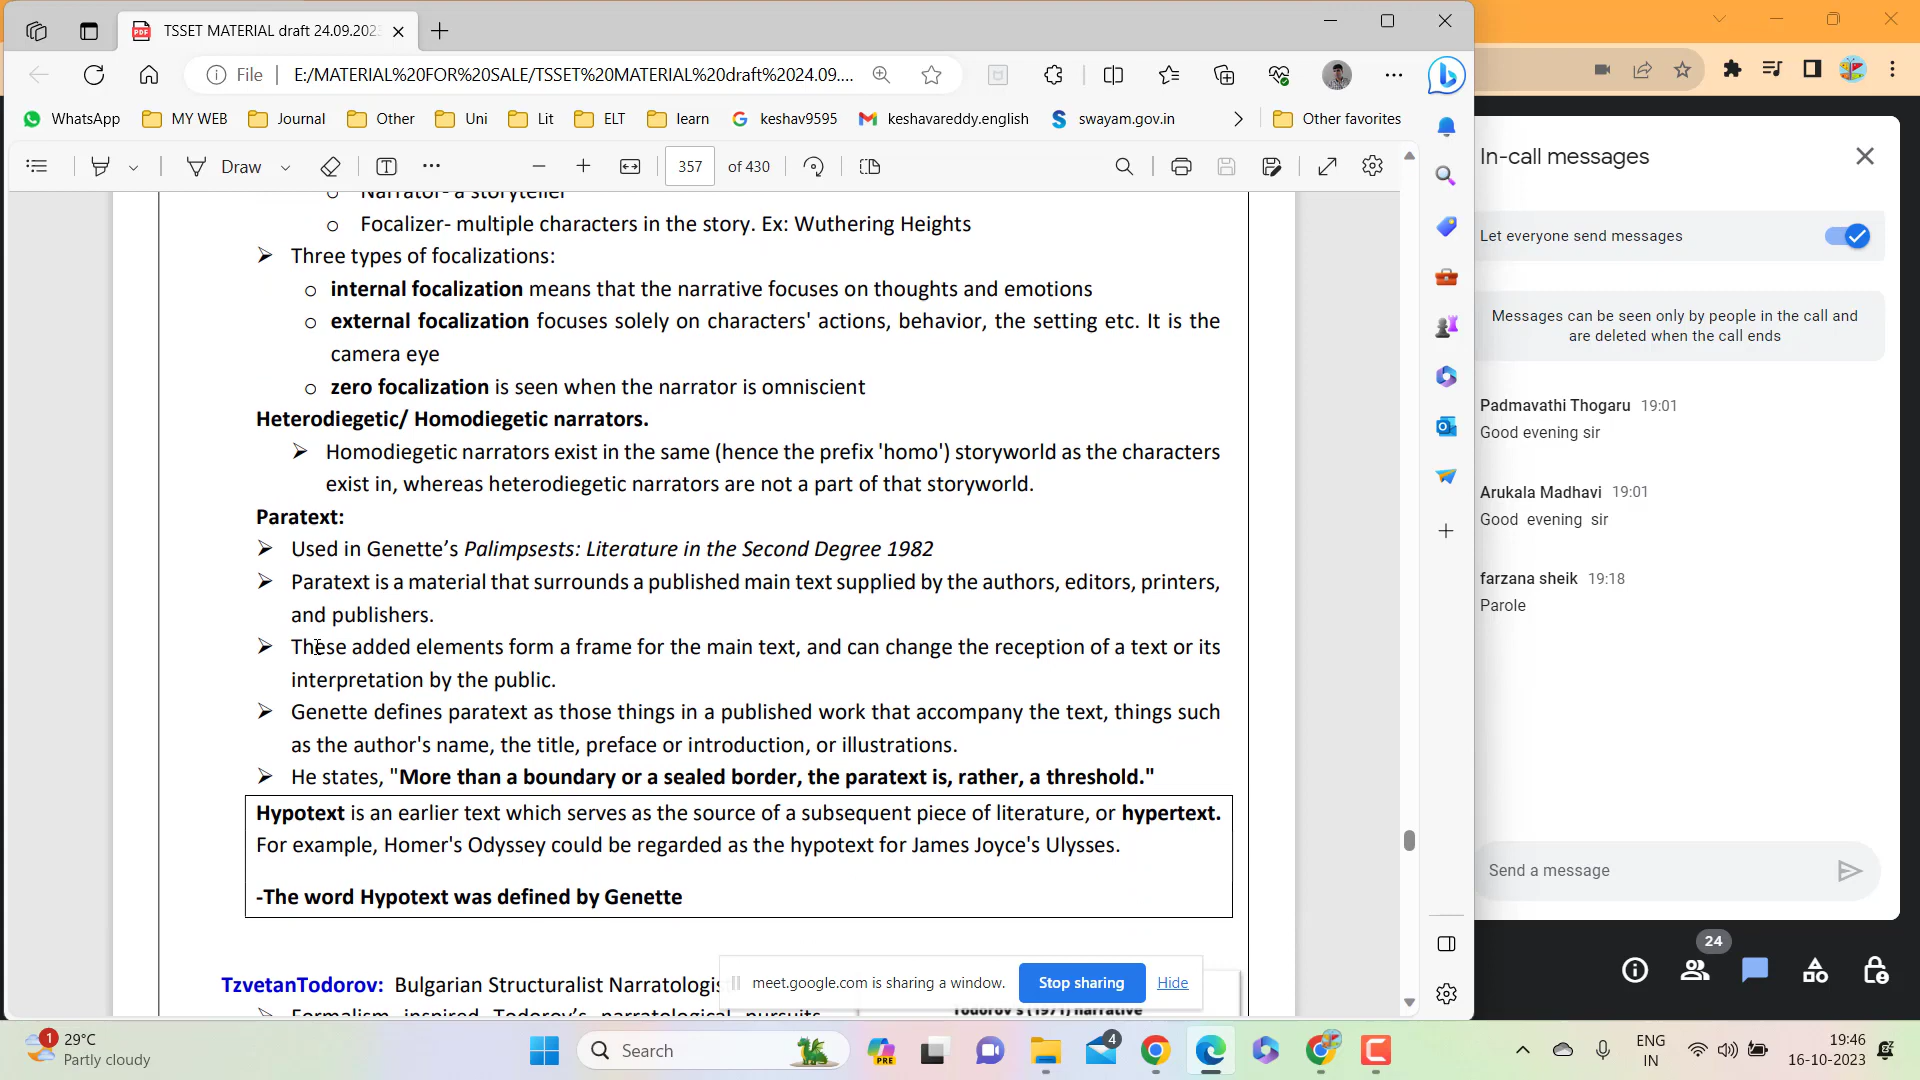 TSSET MATERIAL draft 24.09.202
File
E:/MATERIAL%20FOR%20SALE/TSSET%20MATERIAL%20draft%2024.09....
WhatsApp MY WEB Journal Other Uni Lit ELT learn keshav9595 keshavareddy.english swayam.gov.in Other favorites
Draw 357 of 430
Narrator- a storyteller
o Focalizer- multiple characters in the story. Ex: Wuthering Heights
➢ Three types of focalizations:
o internal focalization means that the narrative focuses on thoughts and emotions
o external focalization focuses solely on characters' actions, behavior, the setting etc. It is the
camera eye
o zero focalization is seen when the narrator is omniscient
Heterodiegetic/ Homodiegetic narrators.
➢ Homodiegetic narrators exist in the same (hence the prefix 'homo') storyworld as the characters
exist in, whereas heterodiegetic narrators are not a part of that storyworld.
Paratext:
➢ Used in Genette’s Palimpsests: Literature in the Second Degree 1982
➢ Paratext is a material that surrounds a published main text supplied by the authors, editors, printers,
and publishers.
➢ These added elements form a frame for the main text, and can change the reception of a text or its
interpretation by the public.
➢ Genette defines paratext as those things in a published work that accompany the text, things such
as the author's name, the title, preface or introduction, or illustrations.
➢ He states, "More than a boundary or a sealed border, the paratext is, rather, a threshold."
Hypotext is an earlier text which serves as the source of a subsequent piece of literature, or hypertext.
For example, Homer's Odyssey could be regarded as the hypotext for James Joyce's Ulysses.
-The word Hypotext was defined by Genette
TzvetanTodorov: Bulgarian Structuralist Narratologis
➢ Formalism inspired Todorov’s narratological pursuits
Todorov's (1971) narrative
meet.google.com is sharing a window. Stop sharing Hide
In-call messages
Let everyone send messages
Messages can be seen only by people in the call and
are deleted when the call ends
Padmavathi Thogaru 19:01
Good evening sir
Arukala Madhavi 19:01
Good evening sir
farzana sheik 19:18
Parole
Send a message
24
1
29°C
Partly cloudy
Search
PRE
4
ENG
IN
19:46
16-10-2023